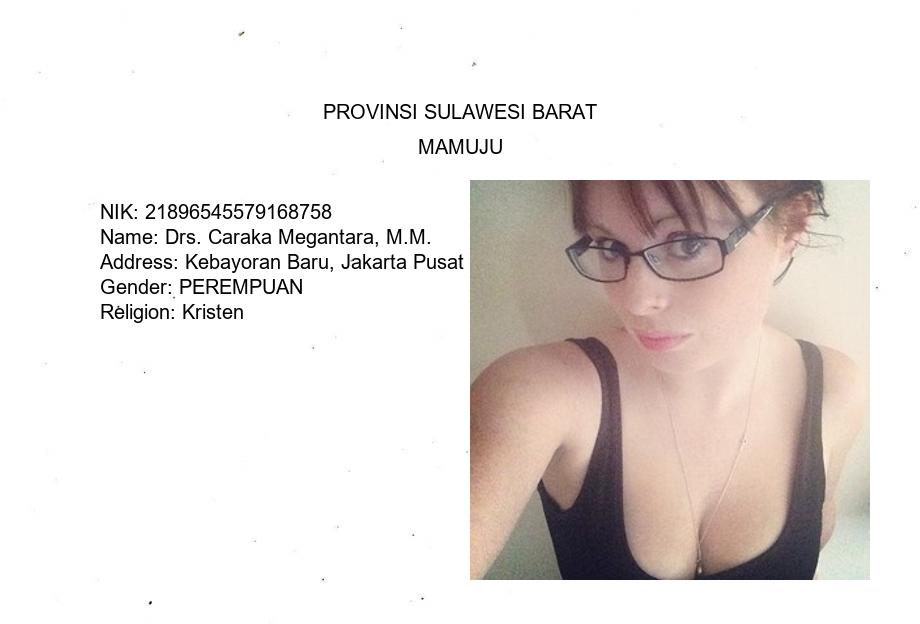 PROVINSI SULAWESI BARAT
MAMUJU
NIK: 21896545579168758
Name: Drs. Caraka Megantara, M.M.
Address: Kebayoran Baru, Jakarta Pusat
Gender: PEREMPUAN
Religion: Kristen